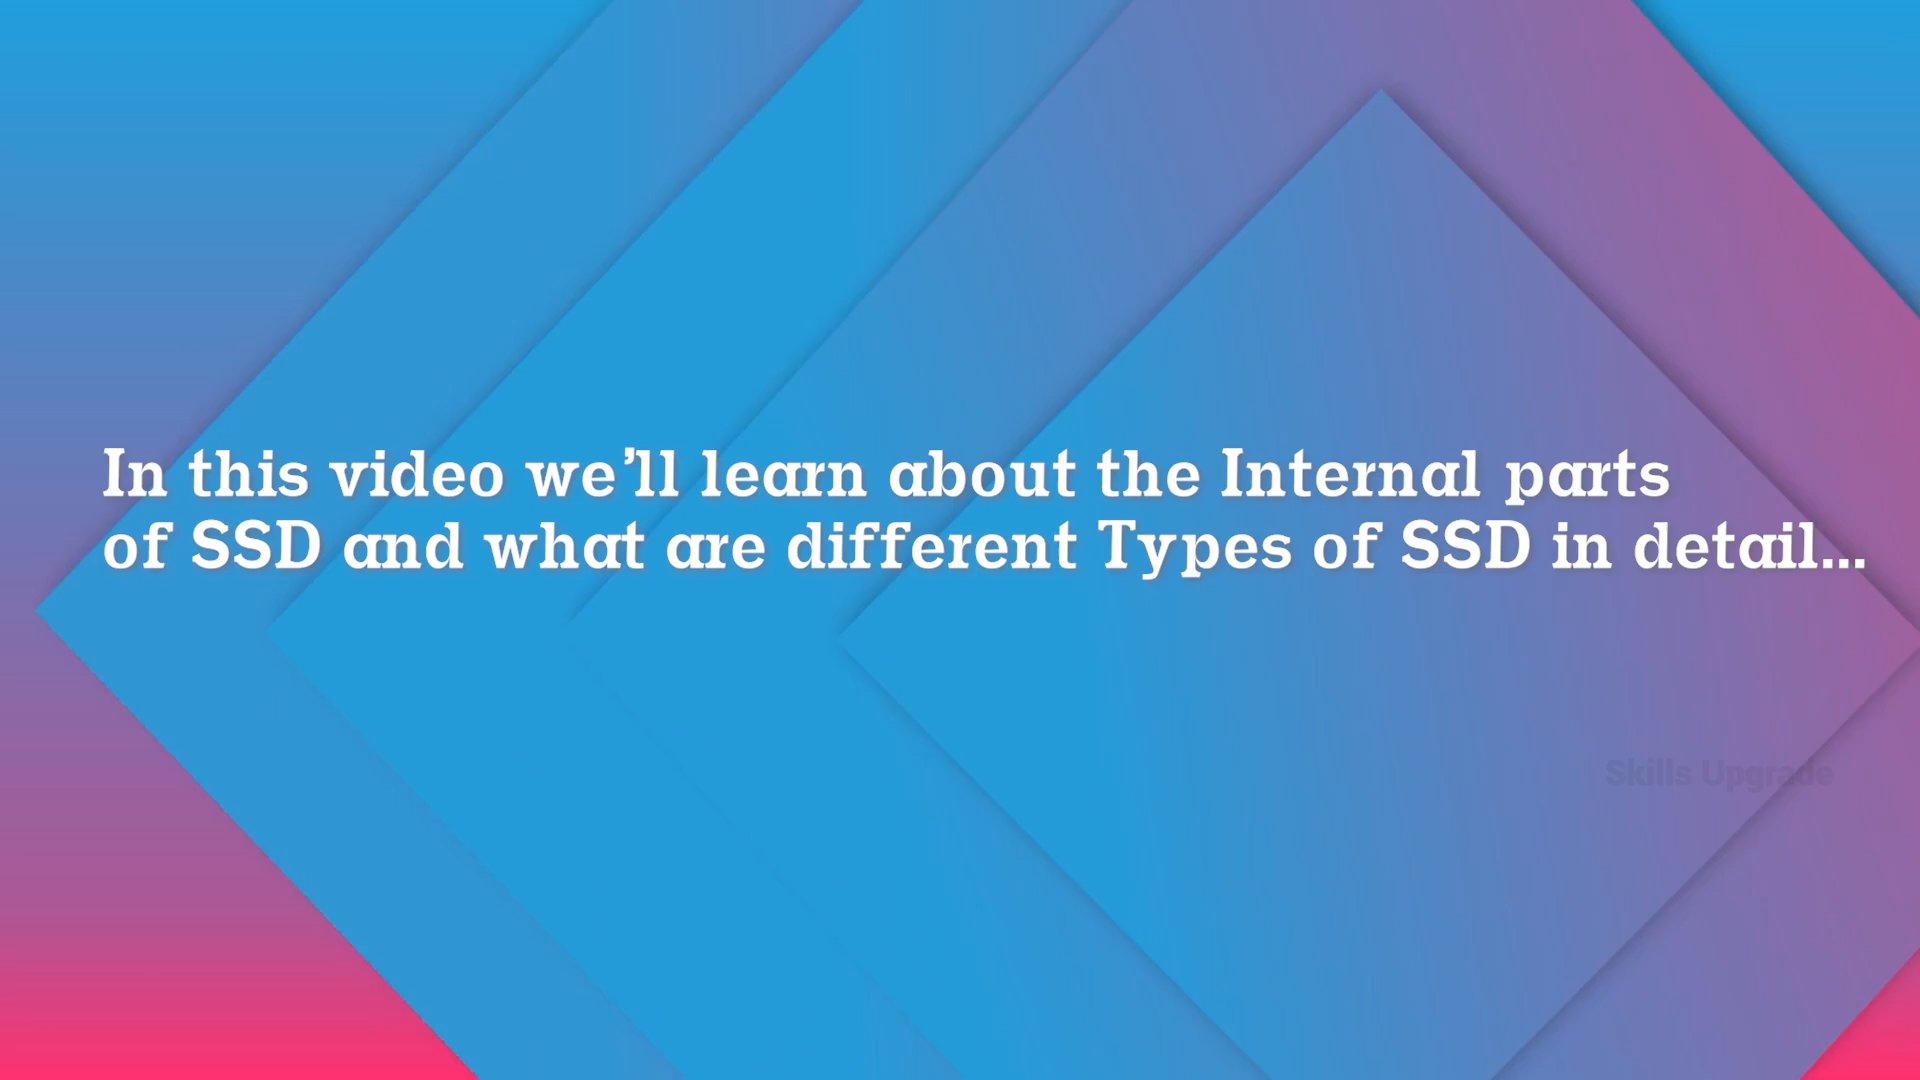 In this video we’ll learn about the Internal parts
of SSD and what are different Types of SSD in detail...
Skills Upgrade